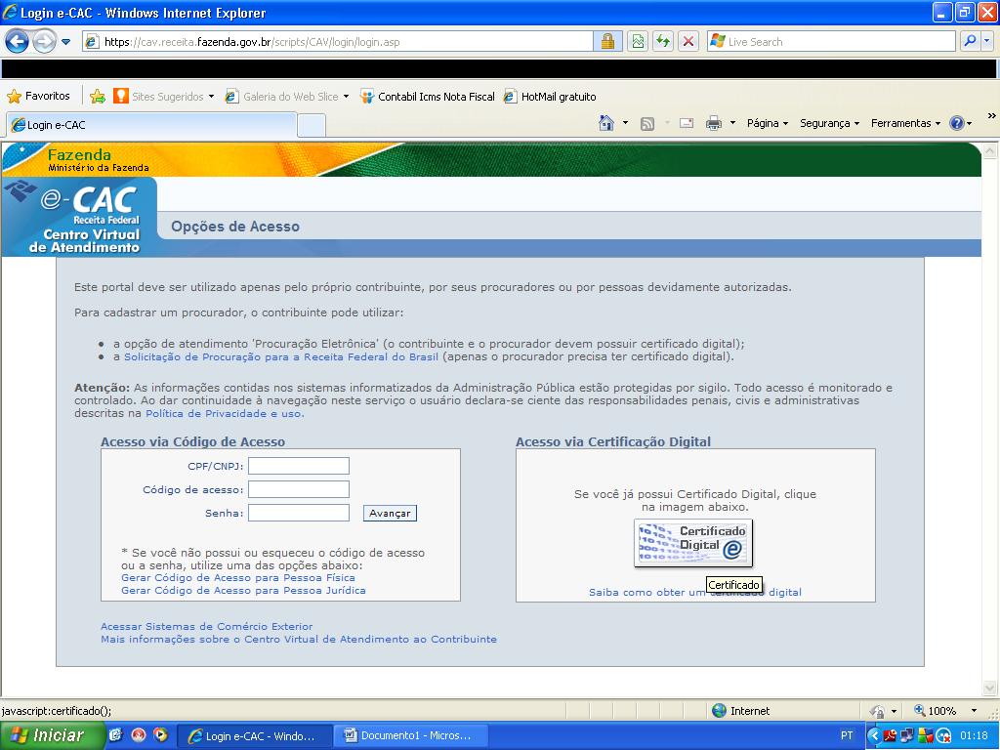 Login e-CAC - Windows Internet Explorer
https://cav.receita.fazenda.gov.br/scripts/CAV/login/login.asp
Live Search
Favoritos
Sites Sugeridos
Galeria do Web Slice
Contabil Icms Nota Fiscal
HotMail gratuito
Login e-CAC
Página
Segurança
Ferramentas
Fazenda
Ministério da Fazenda
e-CAC
Receita Federal
Centro Virtual
de Atendimento
Opções de Acesso
Este portal deve ser utilizado apenas pelo próprio contribuinte, por seus procuradores ou por pessoas devidamente autorizadas.
Para cadastrar um procurador, o contribuinte pode utilizar:
• a opção de atendimento 'Procuração Eletrônica' (o contribuinte e o procurador devem possuir certificado digital);
• a Solicitação de Procuração para a Receita Federal do Brasil (apenas o procurador precisa ter certificado digital).
Atenção: As informações contidas nos sistemas informatizados da Administração Pública estão protegidas por sigilo. Todo acesso é monitorado e
controlado. Ao dar continuidade à navegação neste serviço o usuário declara-se ciente das responsabilidades penais, civis e administrativas
descritas na Política de Privacidade e uso.
Acesso via Código de Acesso
CPF/CNPJ:
Código de acesso:
Senha:
Avançar
* Se você não possui ou esqueceu o código de acesso
ou a senha, utilize uma das opções abaixo:
Gerar Código de Acesso para Pessoa Física
Gerar Código de Acesso para Pessoa Jurídica
Acesso via Certificação Digital
Se você já possui Certificado Digital, clique
na imagem abaixo.
Certificado
Digital
Certificado
Saiba como obter um certificado digital
Acessar Sistemas de Comércio Exterior
Mais informações sobre o Centro Virtual de Atendimento ao Contribuinte
javascript:certificado();
Internet
100%
Iniciar
Login e-CAC - Windo...
Documento1 - Micros...
PT
01:18